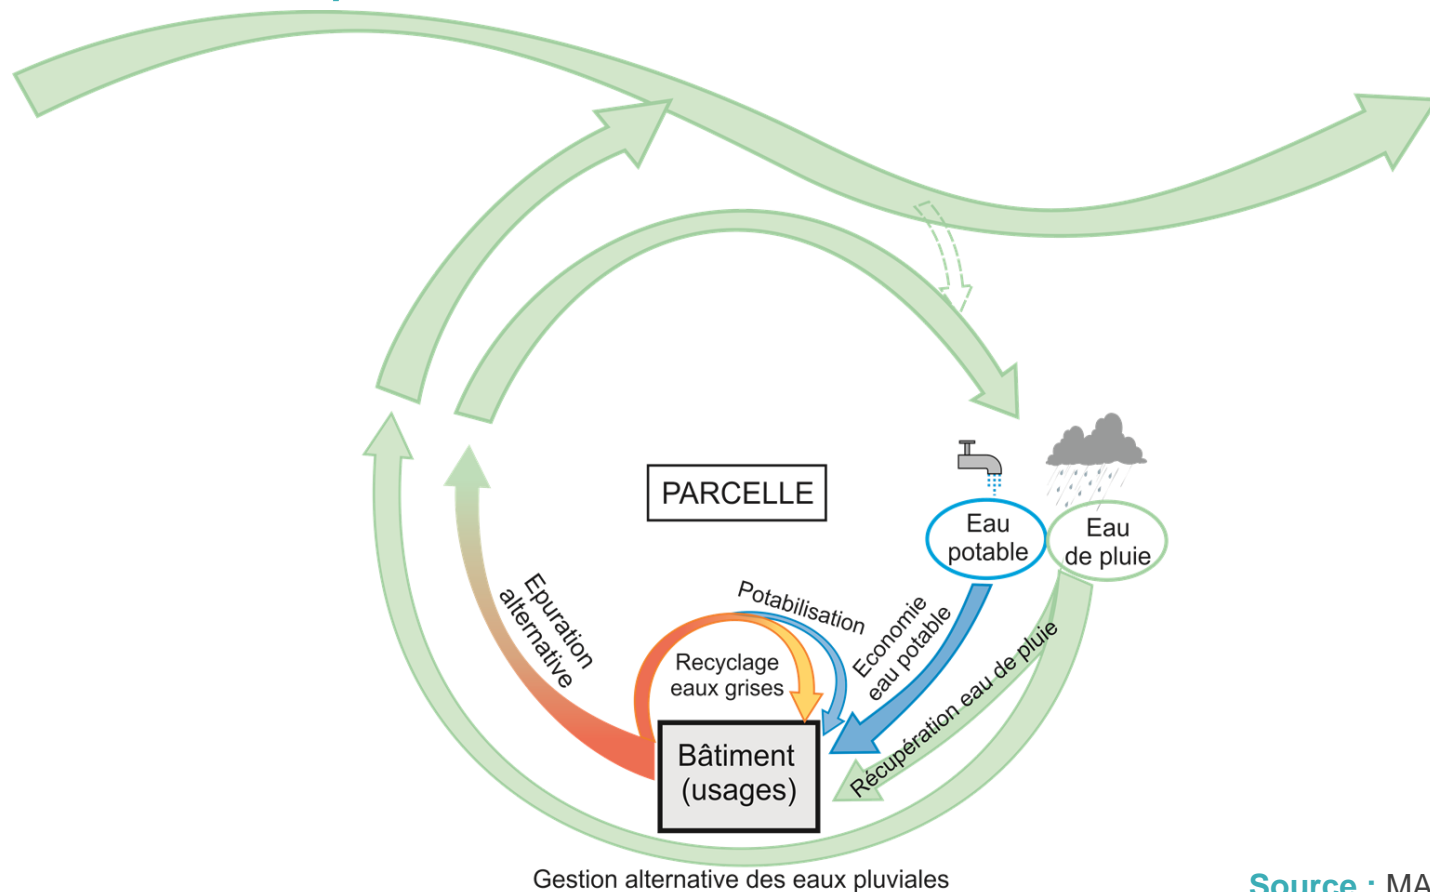 PARCELLE
Eau
potable
Eau
de pluie
Epuration
alternative
Potabilisation
Recyclage
eaux grises
Economie
eau potable
Récupération eau de pluie
Bâtiment
(usages)
Gestion alternative des eaux pluviales
Source : MA